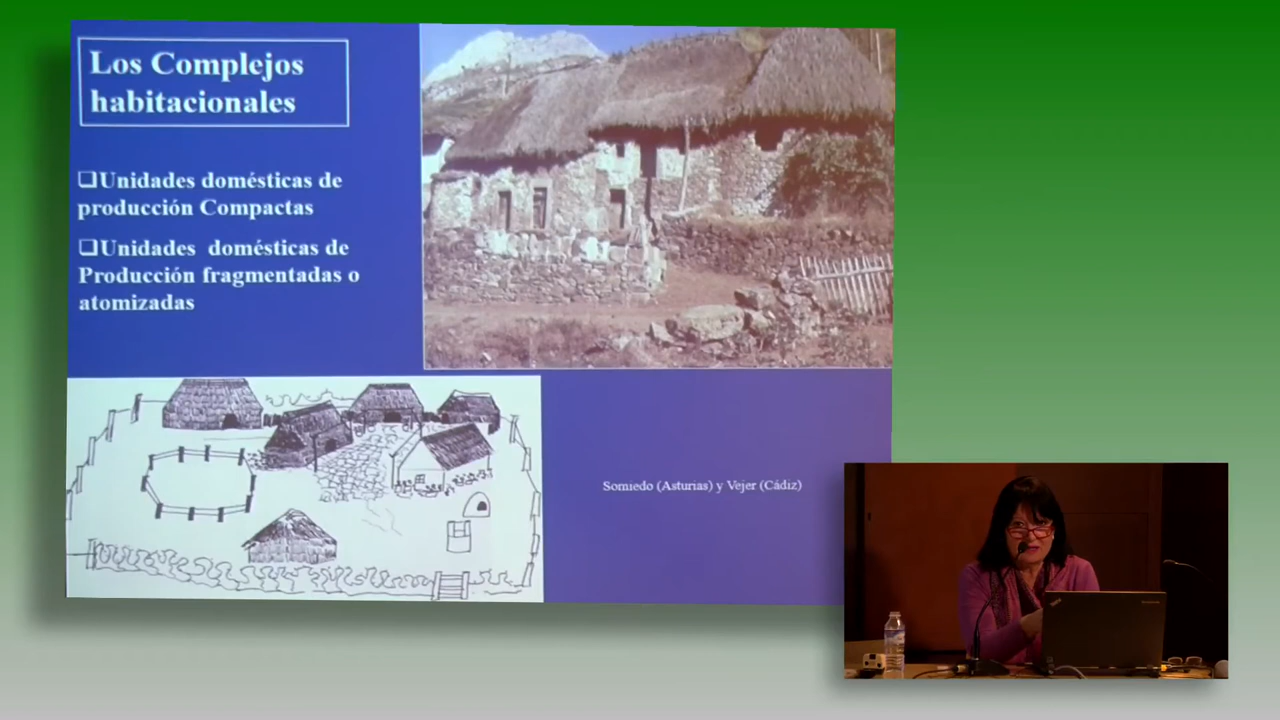 Los Complejos
habitacionales
❑Unidades domésticas de
producción Compactas
❑Unidades domésticas de
Producción fragmentadas o
atomizadas
Somiedo (Asturias) y Vejer (Cádiz)